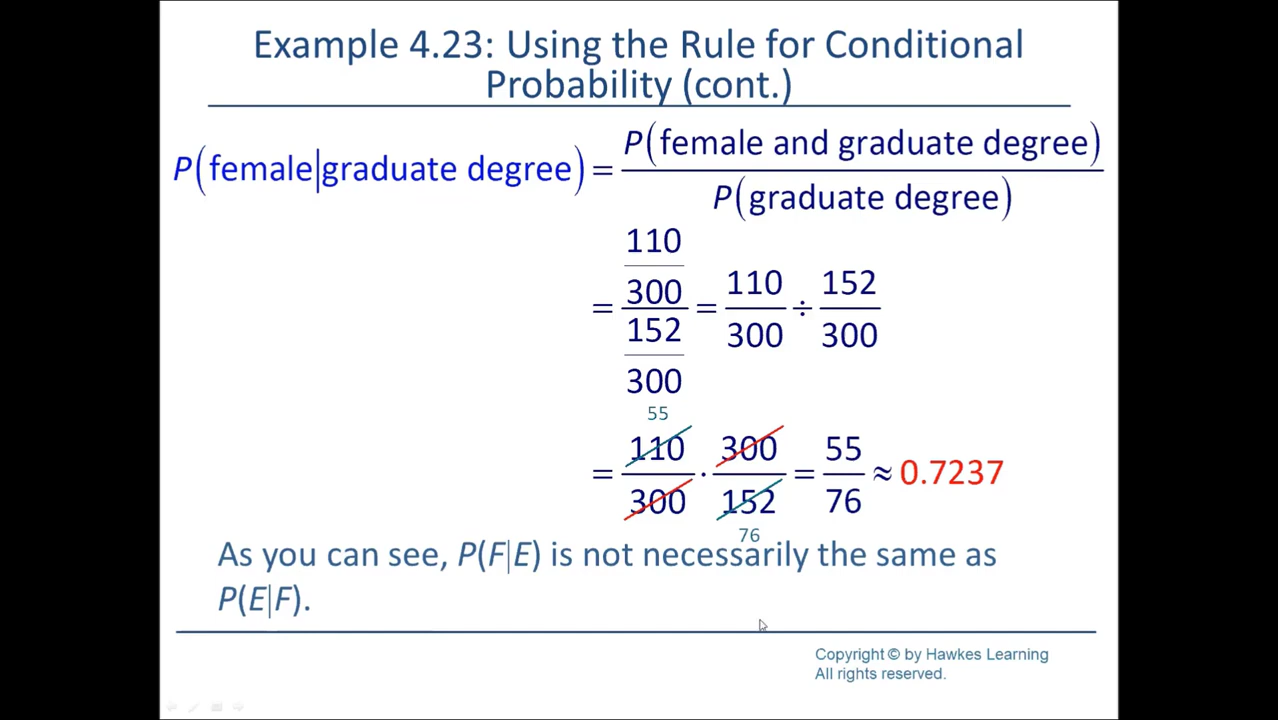 Example 4.23: Using the Rule for Conditional
Probability (cont.)
P(female and graduate degree)
P(female|graduate degree) =
P(graduate degree)
110
300
152
300
= = 110/300 ÷ 152/300
55
= 110/300 · 300/152 = 55/76 ≈ 0.7237
76
As you can see, P(F|E) is not necessarily the same as
P(E|F).
Copyright © by Hawkes Learning
All rights reserved.